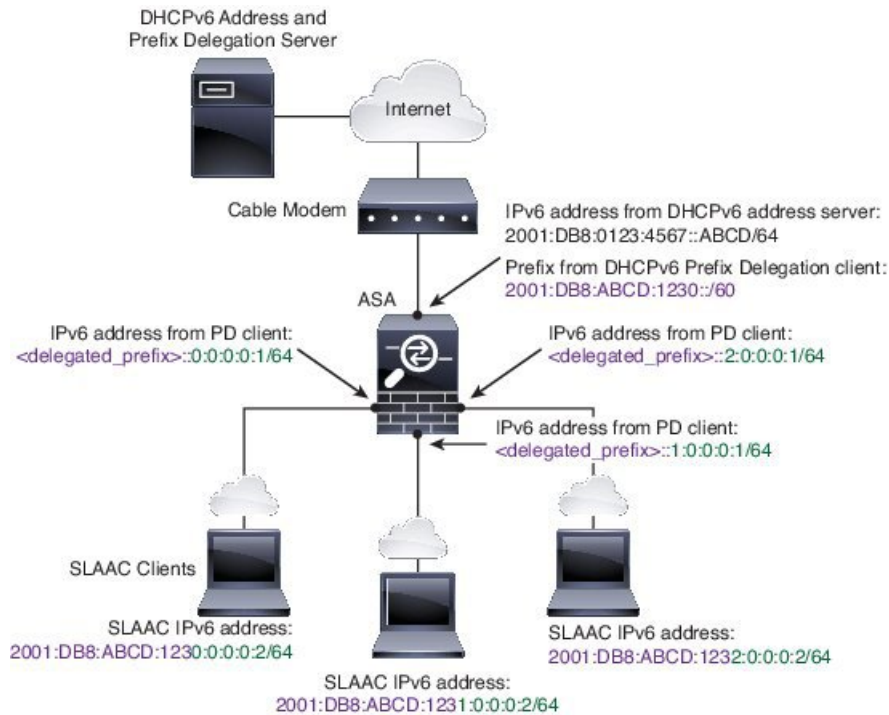 DHCPv6 Address and
Prefix Delegation Server
Internet
Cable Modem
IPv6 address from DHCPv6 address server:
2001:DB8:0123:4567::ABCD/64
Prefix from DHCPv6 Prefix Delegation client:
2001:DB8:ABCD:1230::/60
ASA
IPv6 address from PD client:
<delegated_prefix>::0:0:0:0:1/64
IPv6 address from PD client:
<delegated_prefix>::2:0:0:0:1/64
IPv6 address from PD client:
<delegated_prefix>::1:0:0:0:1/64
SLAAC Clients
SLAAC IPv6 address:
2001:DB8:ABCD:1230:0:0:0:2/64
SLAAC IPv6 address:
2001:DB8:ABCD:1231:0:0:0:2/64
SLAAC IPv6 address:
2001:DB8:ABCD:1232:0:0:0:2/64